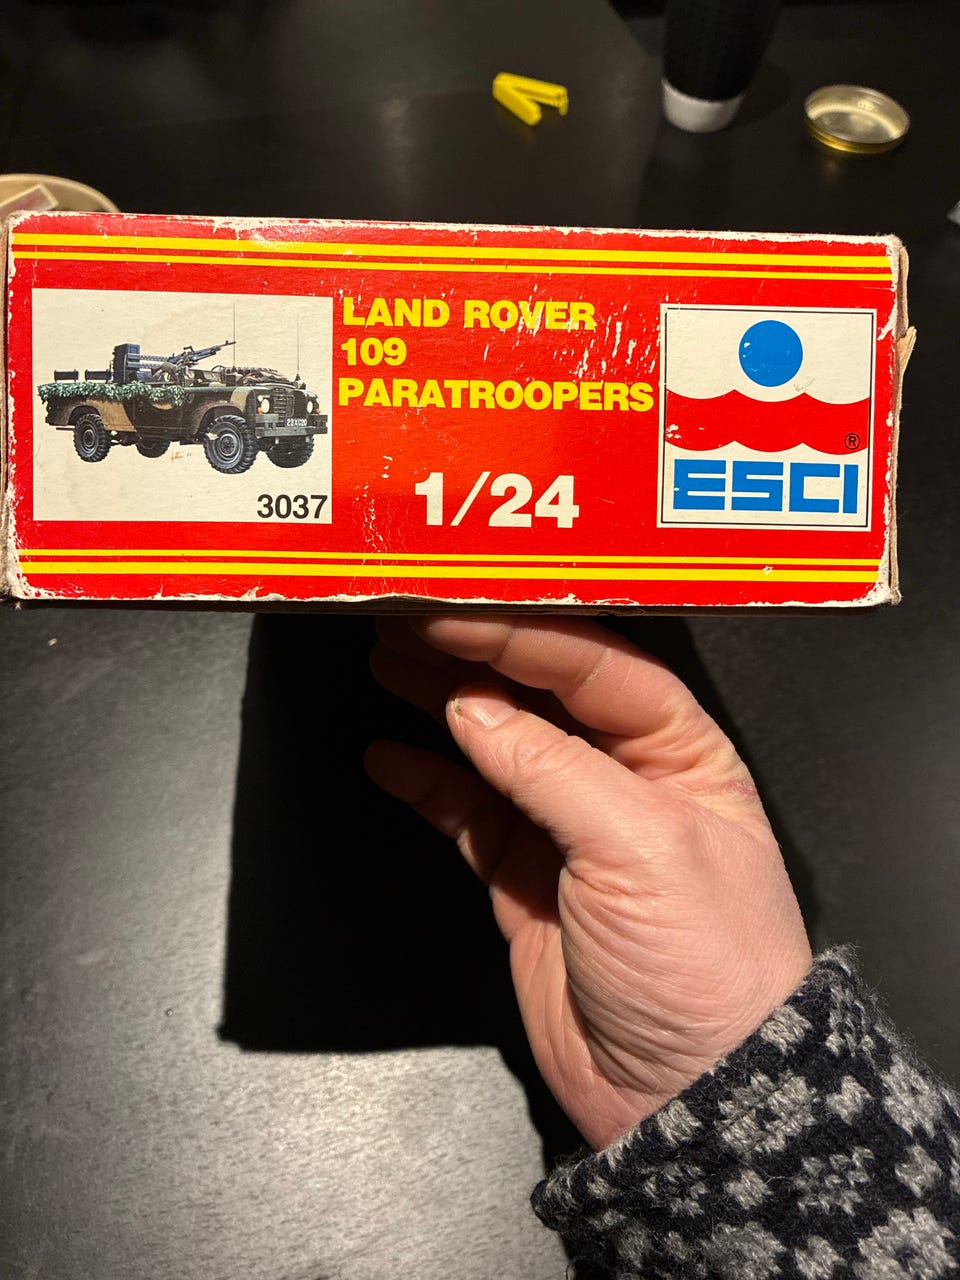 LAND ROVER
109
PARATROOPERS
1/24
3037
ESCI
®